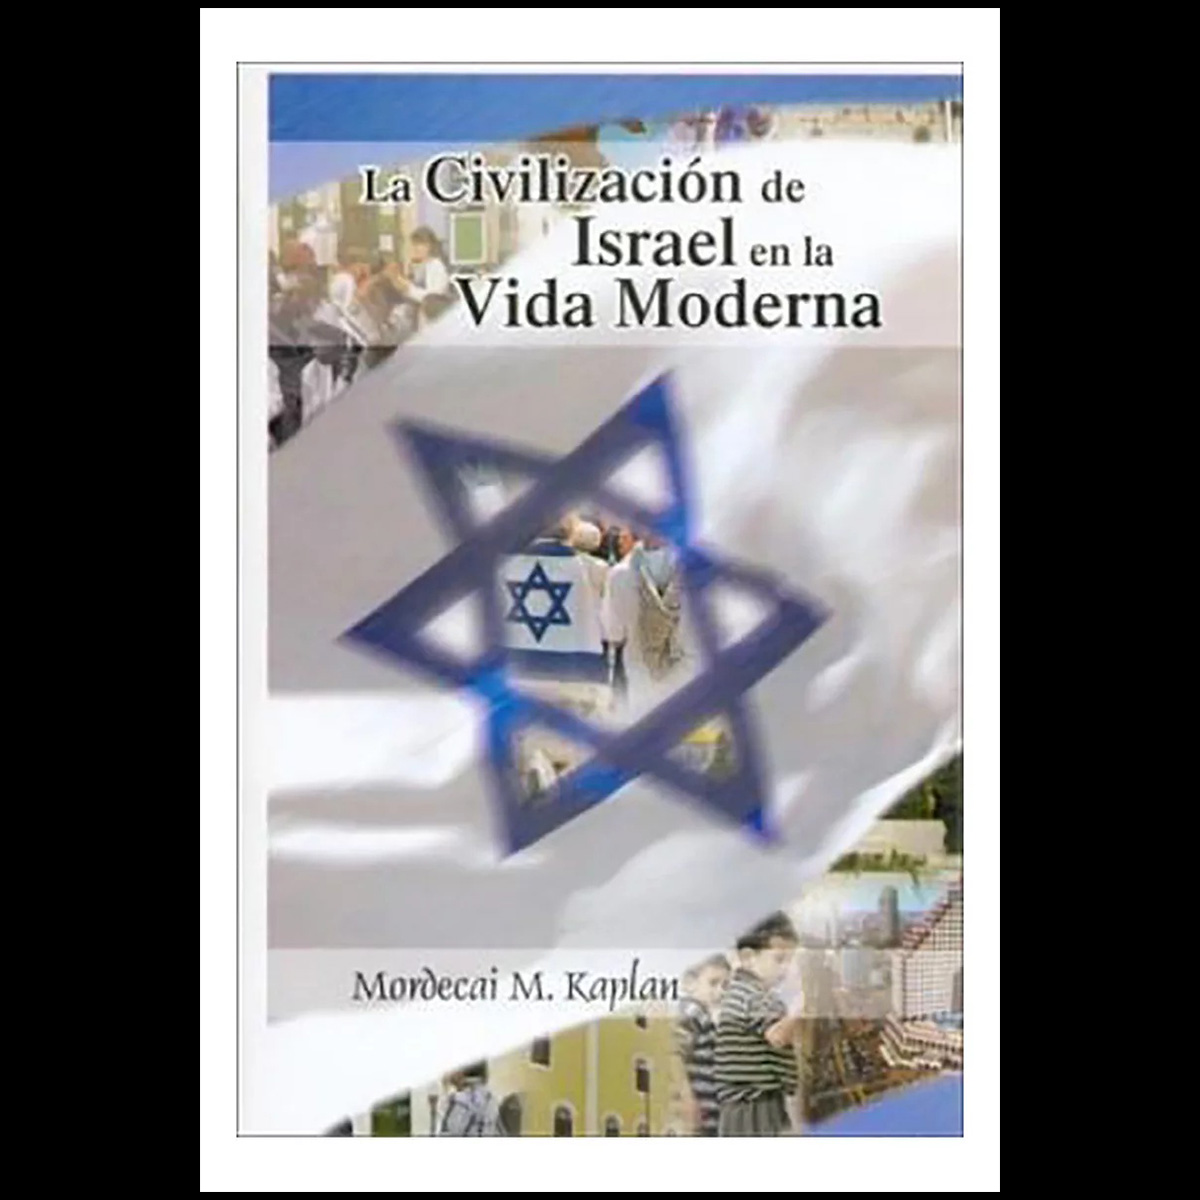 La Civilización de
Israel en la
Vida Moderna
Mordecai M. Kaplan